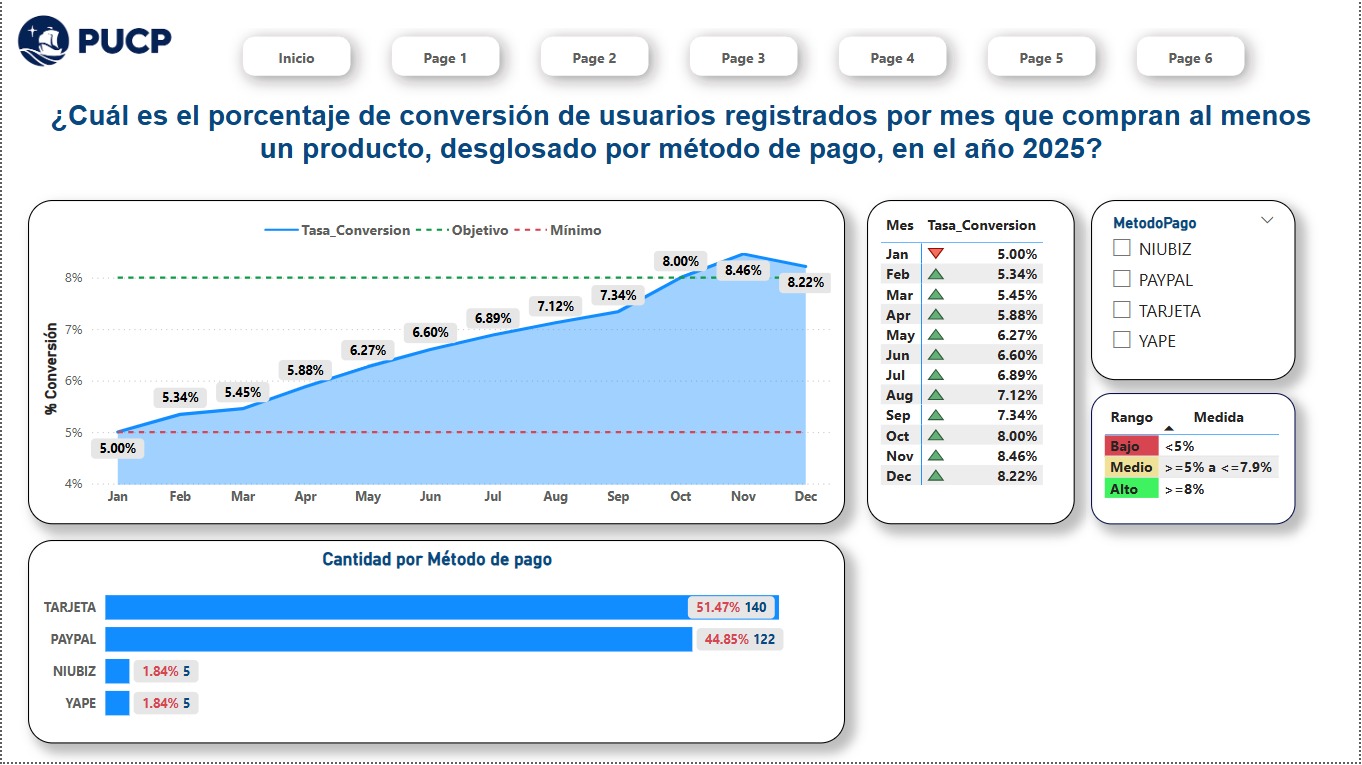 PUCP
Inicio
Page 1
Page 2
Page 3
Page 4
Page 5
Page 6
¿Cuál es el porcentaje de conversión de usuarios registrados por mes que compran al menos
un producto, desglosado por método de pago, en el año 2025?
Tasa_Conversion Objetivo Mínimo
% Conversión
8%
7%
6%
5%
4%
5.00%
5.34%
5.45%
5.88%
6.27%
6.60%
6.89%
7.12%
7.34%
8.00%
8.46%
8.22%
Jan Feb Mar Apr May Jun Jul Aug Sep Oct Nov Dec
Mes Tasa_Conversion
Jan 5.00%
Feb 5.34%
Mar 5.45%
Apr 5.88%
May 6.27%
Jun 6.60%
Jul 6.89%
Aug 7.12%
Sep 7.34%
Oct 8.00%
Nov 8.46%
Dec 8.22%
MetodoPago
NIUBIZ
PAYPAL
TARJETA
YAPE
Rango Medida
Bajo <5%
Medio >=5% a <=7.9%
Alto >=8%
Cantidad por Método de pago
TARJETA 51.47% 140
PAYPAL 44.85% 122
NIUBIZ 1.84% 5
YAPE 1.84% 5